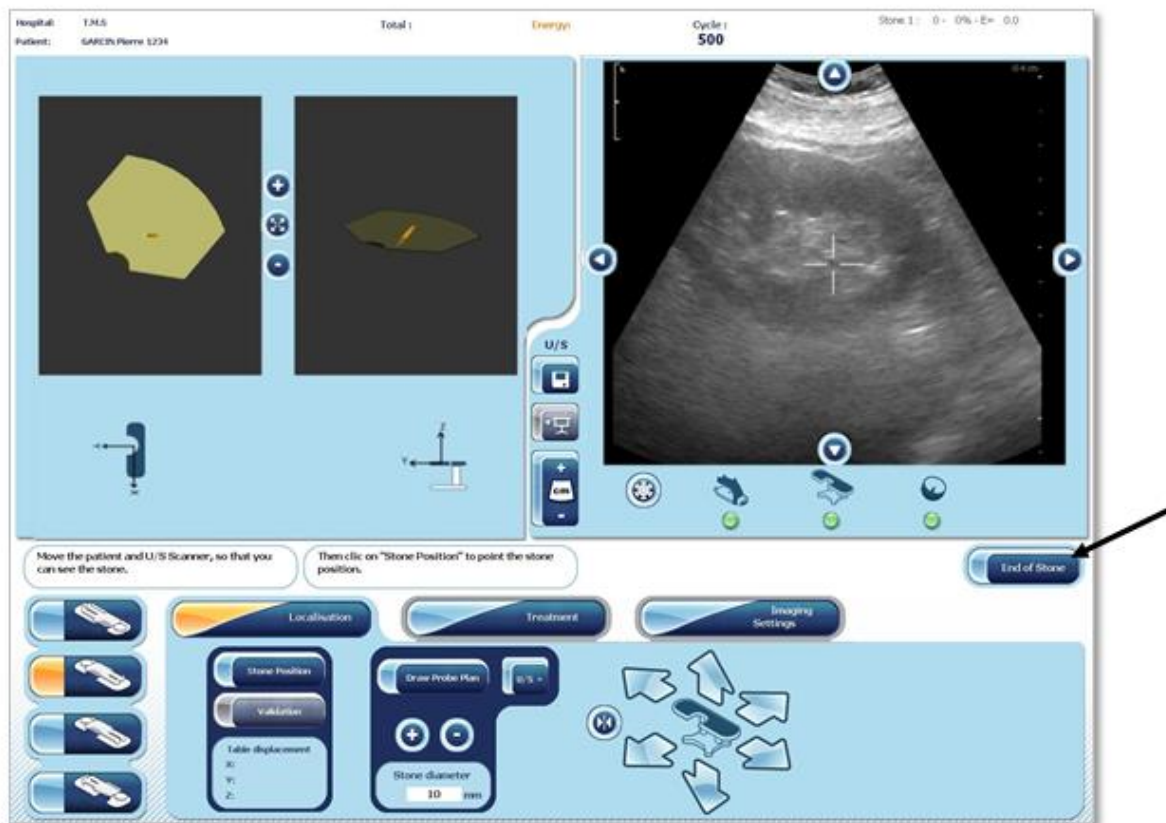 Hospital: T.M.S
Total :
Energy:
Cycle :
Stone 1 : 0 - 0% - E= 0.0
Patient: GARCIN Pierre 1234
500
U/S
cm
Move the patient and U/S Scanner, so that you
can see the stone.
Then clic on "Stone Position" to point the stone
position.
End of Stone
Localisation
Treatment
Imaging
Settings
Stone Position
Validation
Table displacement
X:
Y:
Z:
Draw Probe Plan
U/S -
Stone diameter
10 mm